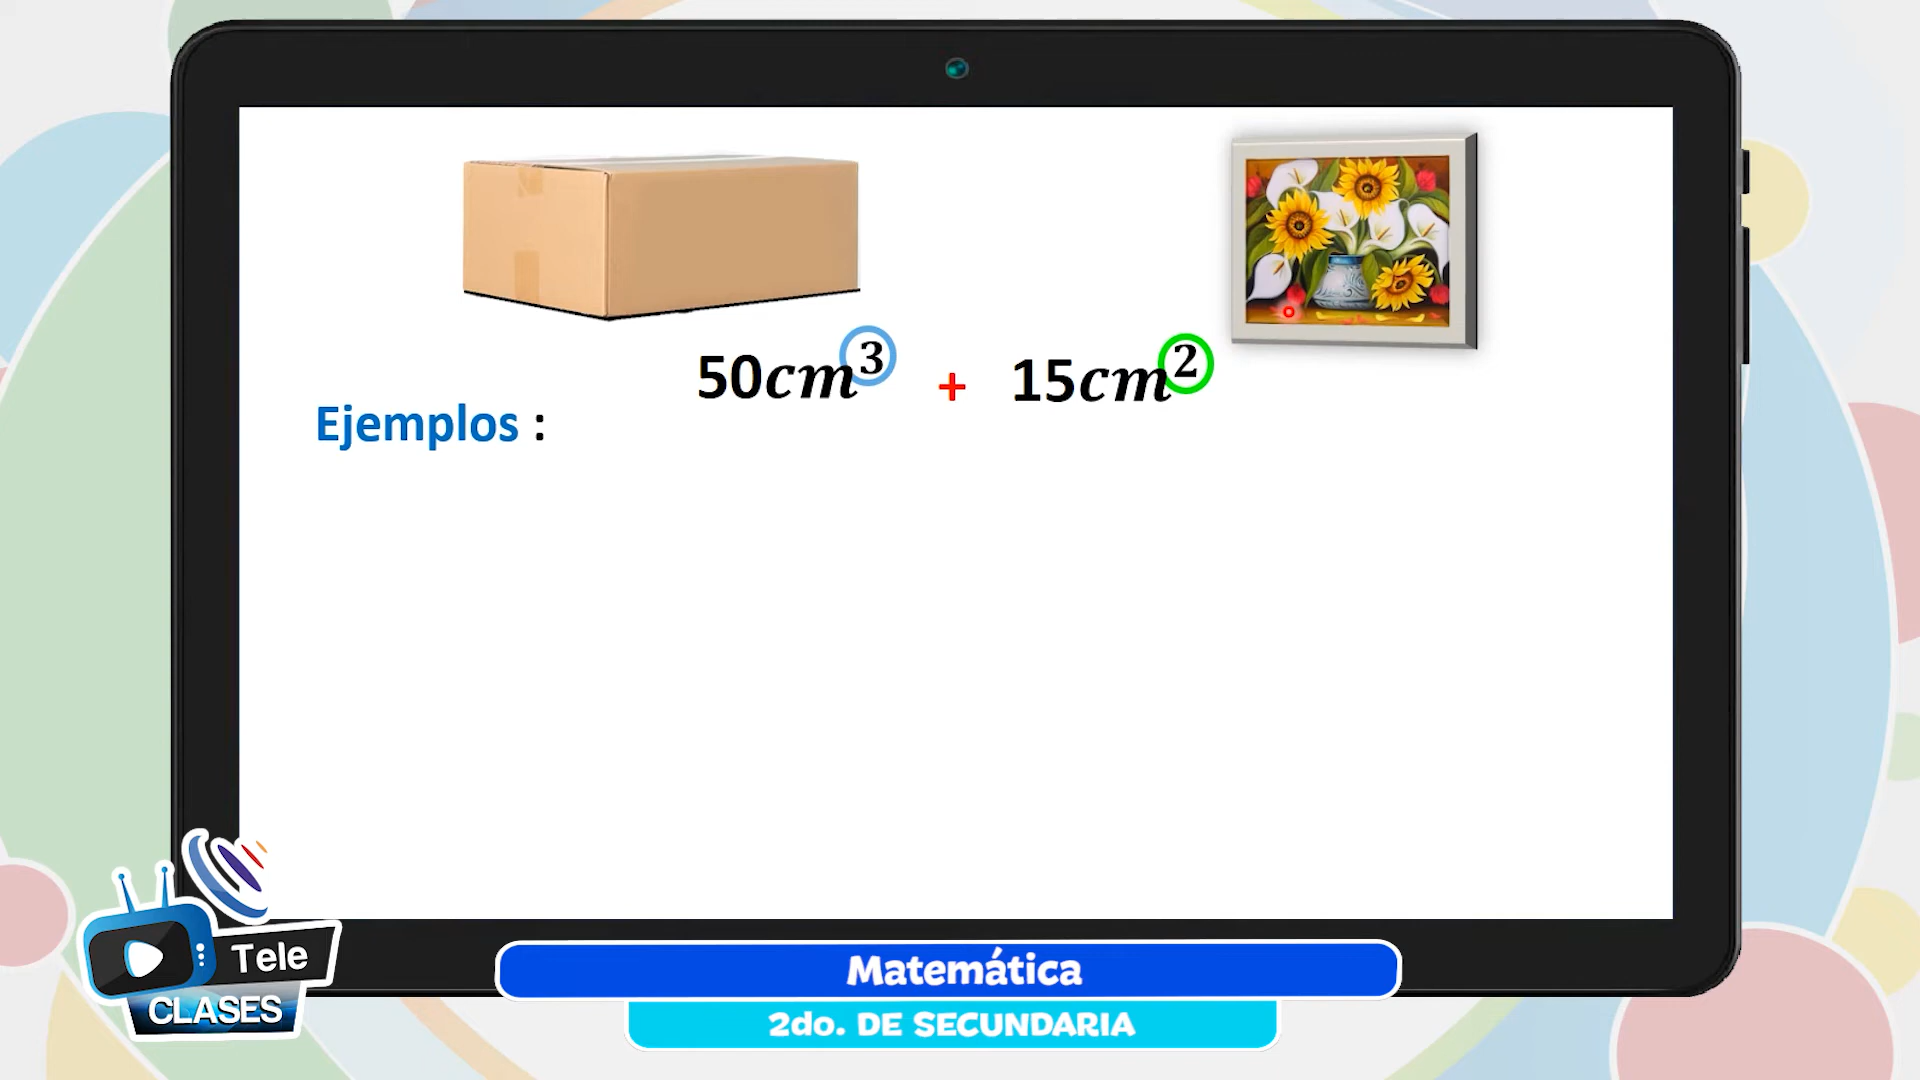 50cm³ + 15cm²
Ejemplos :
Tele
CLASES
Matemática
2do. DE SECUNDARIA